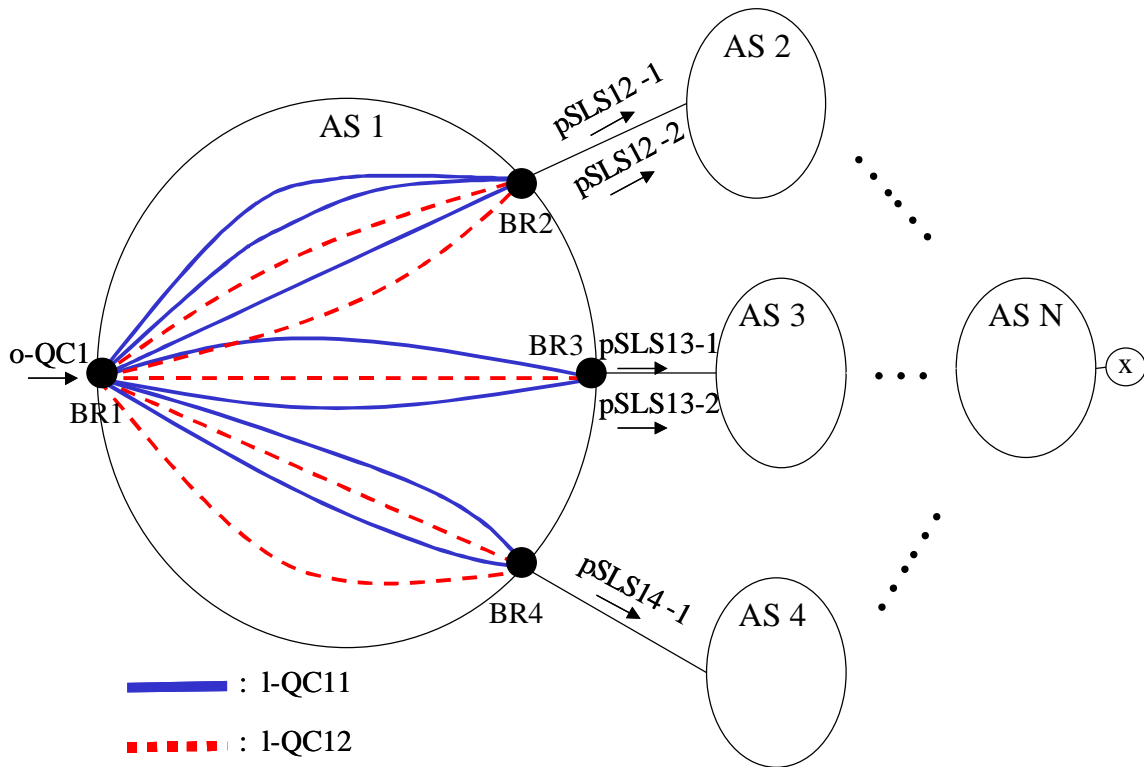 AS 2
pSLS12-1
AS 1
pSLS12-2
BR2
AS 3
AS N
BR3
pSLS13-1
o-QC1
x
BR1
pSLS13-2
pSLS14-1
BR4
AS 4
: l-QC11
: l-QC12